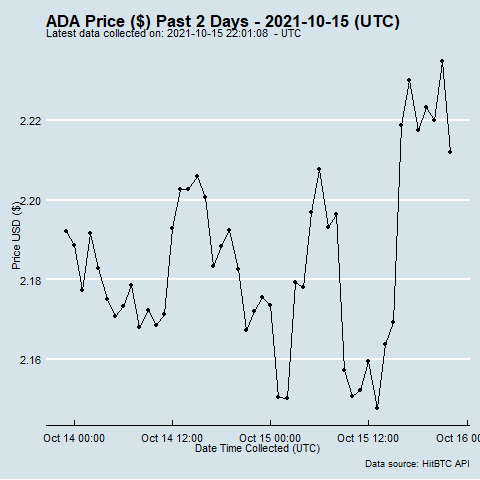 ADA Price ($) Past 2 Days - 2021-10-15 (UTC)
Latest data collected on: 2021-10-15 22:01:08 - UTC
2.22
2.20
Price USD ($)
2.18
2.16
Oct 14 00:00 Oct 14 12:00 Oct 15 00:00 Oct 15 12:00 Oct 16 0
Date Time Collected (UTC)
Data source: HitBTC API